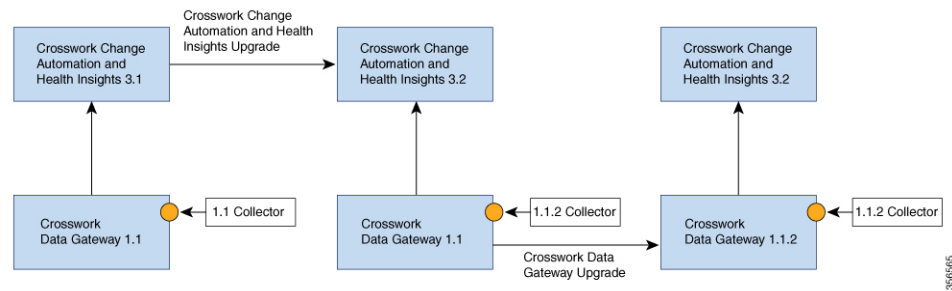 Crosswork Change
Automation and Health
Insights Upgrade
Crosswork Change
Automation and
Health Insights 3.1
Crosswork Change
Automation and
Health Insights 3.2
Crosswork Change
Automation and
Health Insights 3.2
Crosswork
Data Gateway 1.1
1.1 Collector
Crosswork
Data Gateway 1.1
1.1.2 Collector
Crosswork
Data Gateway 1.1.2
1.1.2 Collector
Crosswork Data
Gateway Upgrade
356565